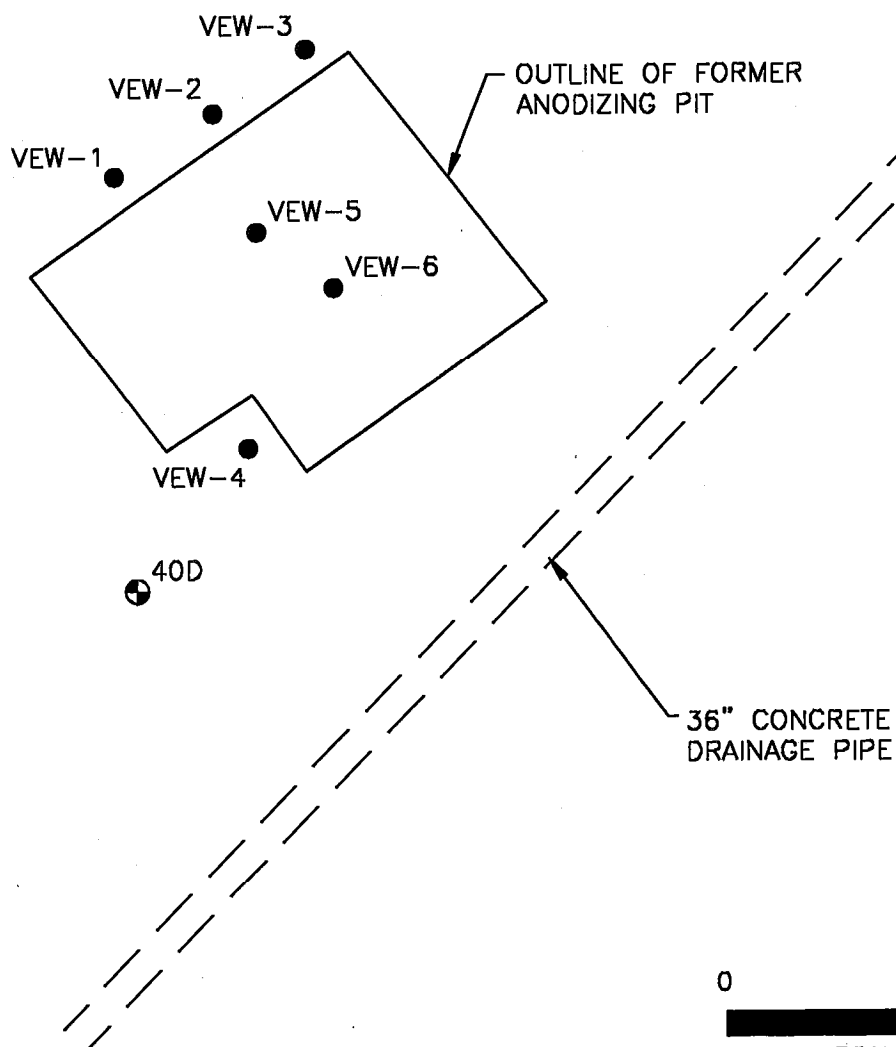 VEW-3
OUTLINE OF FORMER
ANODIZING PIT
VEW-2
VEW-1
VEW-5
VEW-6
VEW-4
40D
36" CONCRETE
DRAINAGE PIPE
0